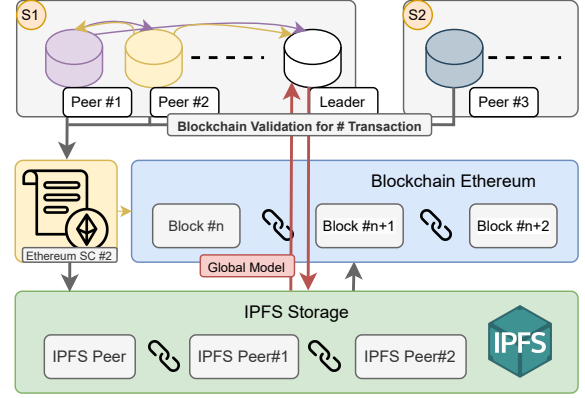 S1
S2
Peer #1
Peer #2
Leader
Peer #3
Blockchain Validation for # Transaction
Blockchain Ethereum
Block #n
Block #n+1
Block #n+2
Ethereum SC #2
Global Model
IPFS Storage
IPFS Peer
IPFS Peer#1
IPFS Peer#2
IPFS